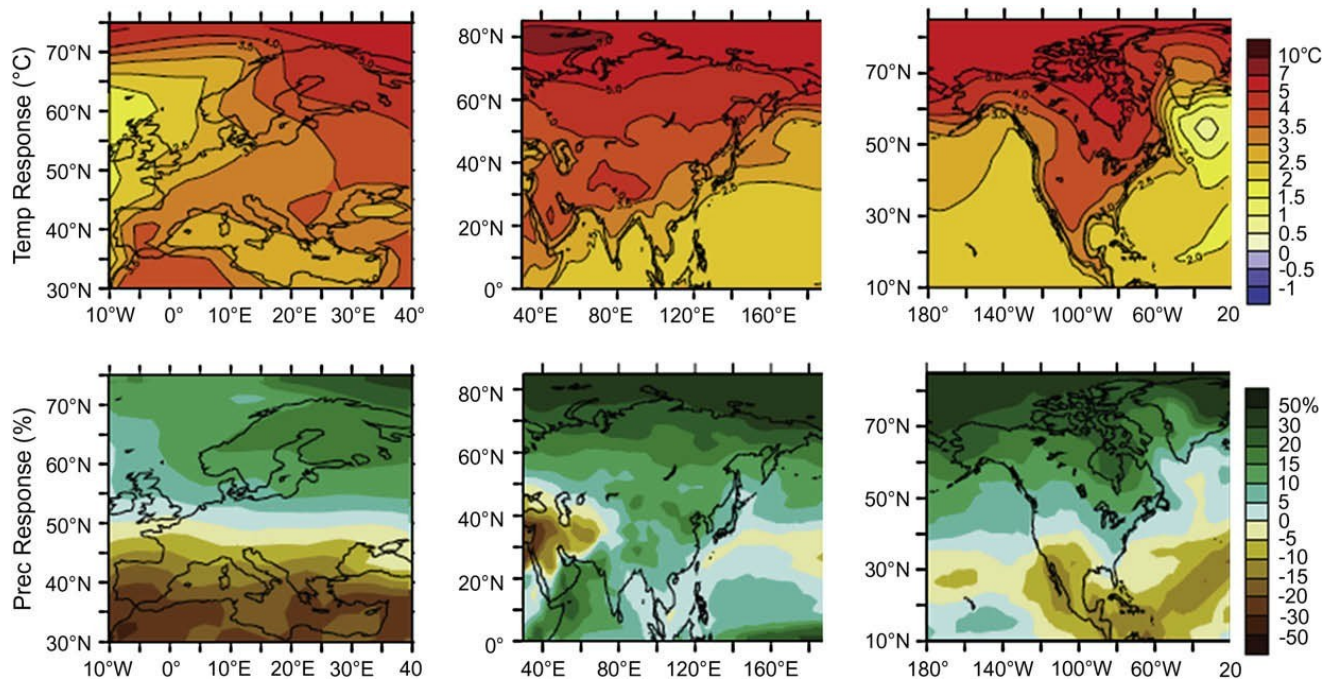 Temp Response (°C)
70°N
60°N
50°N
40°N
30°N
10°W 0° 10°E 20°E 30°E 40°
80°N
60°N
40°N
20°N
0°
40°E 80°E 120°E 160°E
70°N
50°N
30°N
10°N
180° 140°W 100°W 60°W 20
10°C
7
5
4
3.5
3
2.5
2
1.5
1
0.5
0
-0.5
-1
Prec Response (%)
70°N
60°N
50°N
40°N
30°N
10°W 0° 10°E 20°E 30°E 40
80°N
60°N
40°N
20°N
0°
40°E 80°E 120°E 160°E
70°N
50°N
30°N
10°N
180° 140°W 100°W 60°W 20
50%
30
20
15
10
5
0
-5
-10
-15
-20
-30
-50